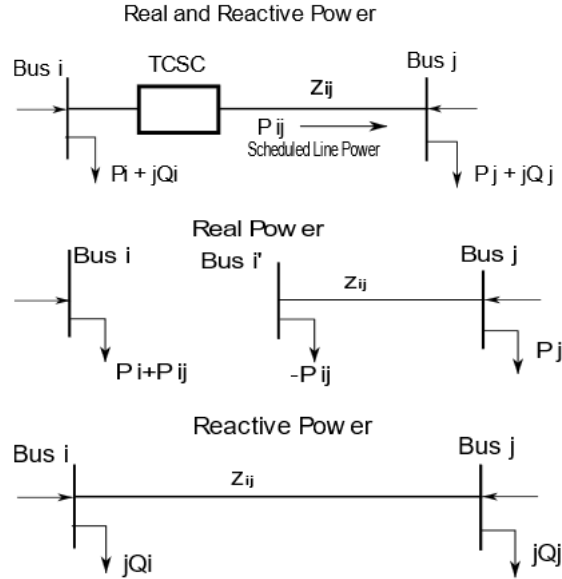 Real and Reactive Power
Bus i
TCSC
Bus j
Zij
Pij
Scheduled Line Power
Pi + jQi
Pj + jQj
Real Power
Bus i
Bus i'
Bus j
Zij
Pi+Pij
-Pij
Pj
Reactive Power
Bus i
Bus j
Zij
jQi
jQj